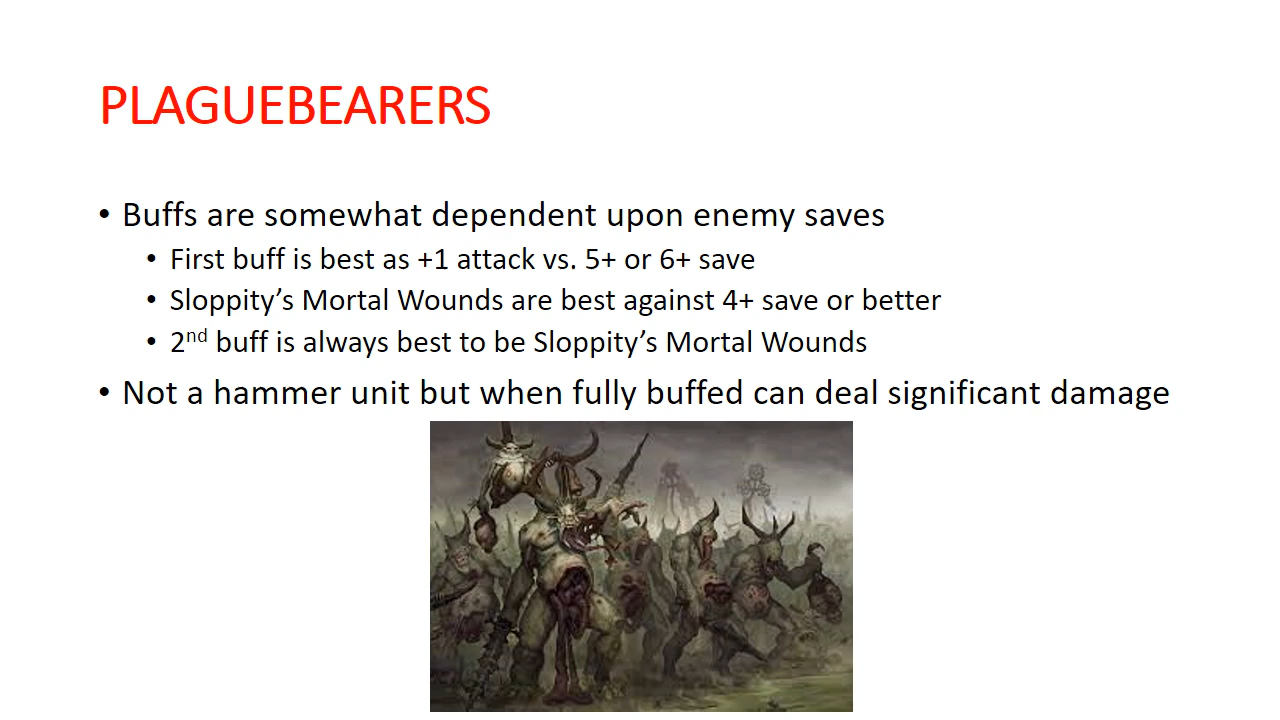 PLAGUEBEARERS
• Buffs are somewhat dependent upon enemy saves
• First buff is best as +1 attack vs. 5+ or 6+ save
• Sloppity’s Mortal Wounds are best against 4+ save or better
• 2nd buff is always best to be Sloppity’s Mortal Wounds
• Not a hammer unit but when fully buffed can deal significant damage